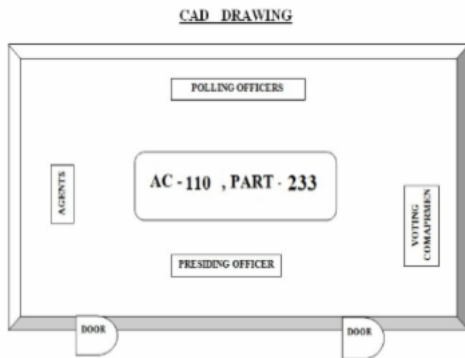 CAD DRAWING
POLLING OFFICERS
AGENTS
AC - 110 , PART - 233
VOTING
COMAPRMEN
PRESIDING OFFICER
DOOR
DOOR